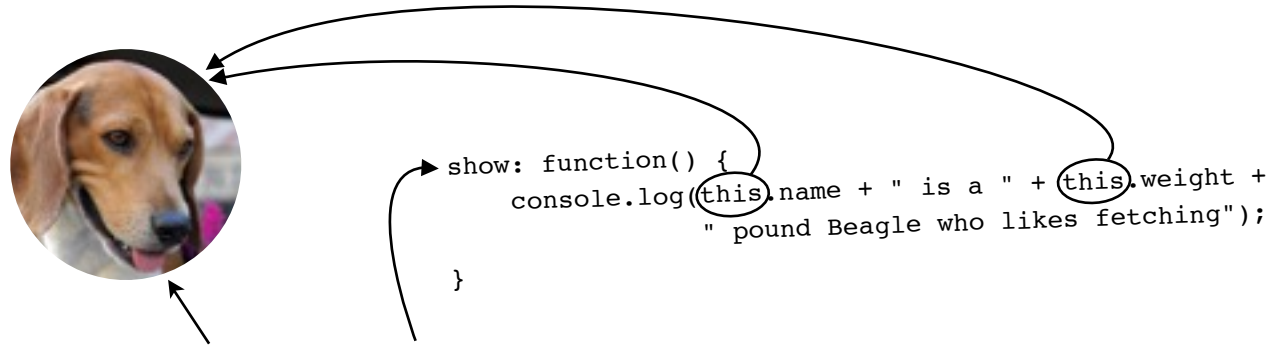 show: function() {
console.log(this.name + " is a " + this.weight +
" pound Beagle who likes fetching");
}